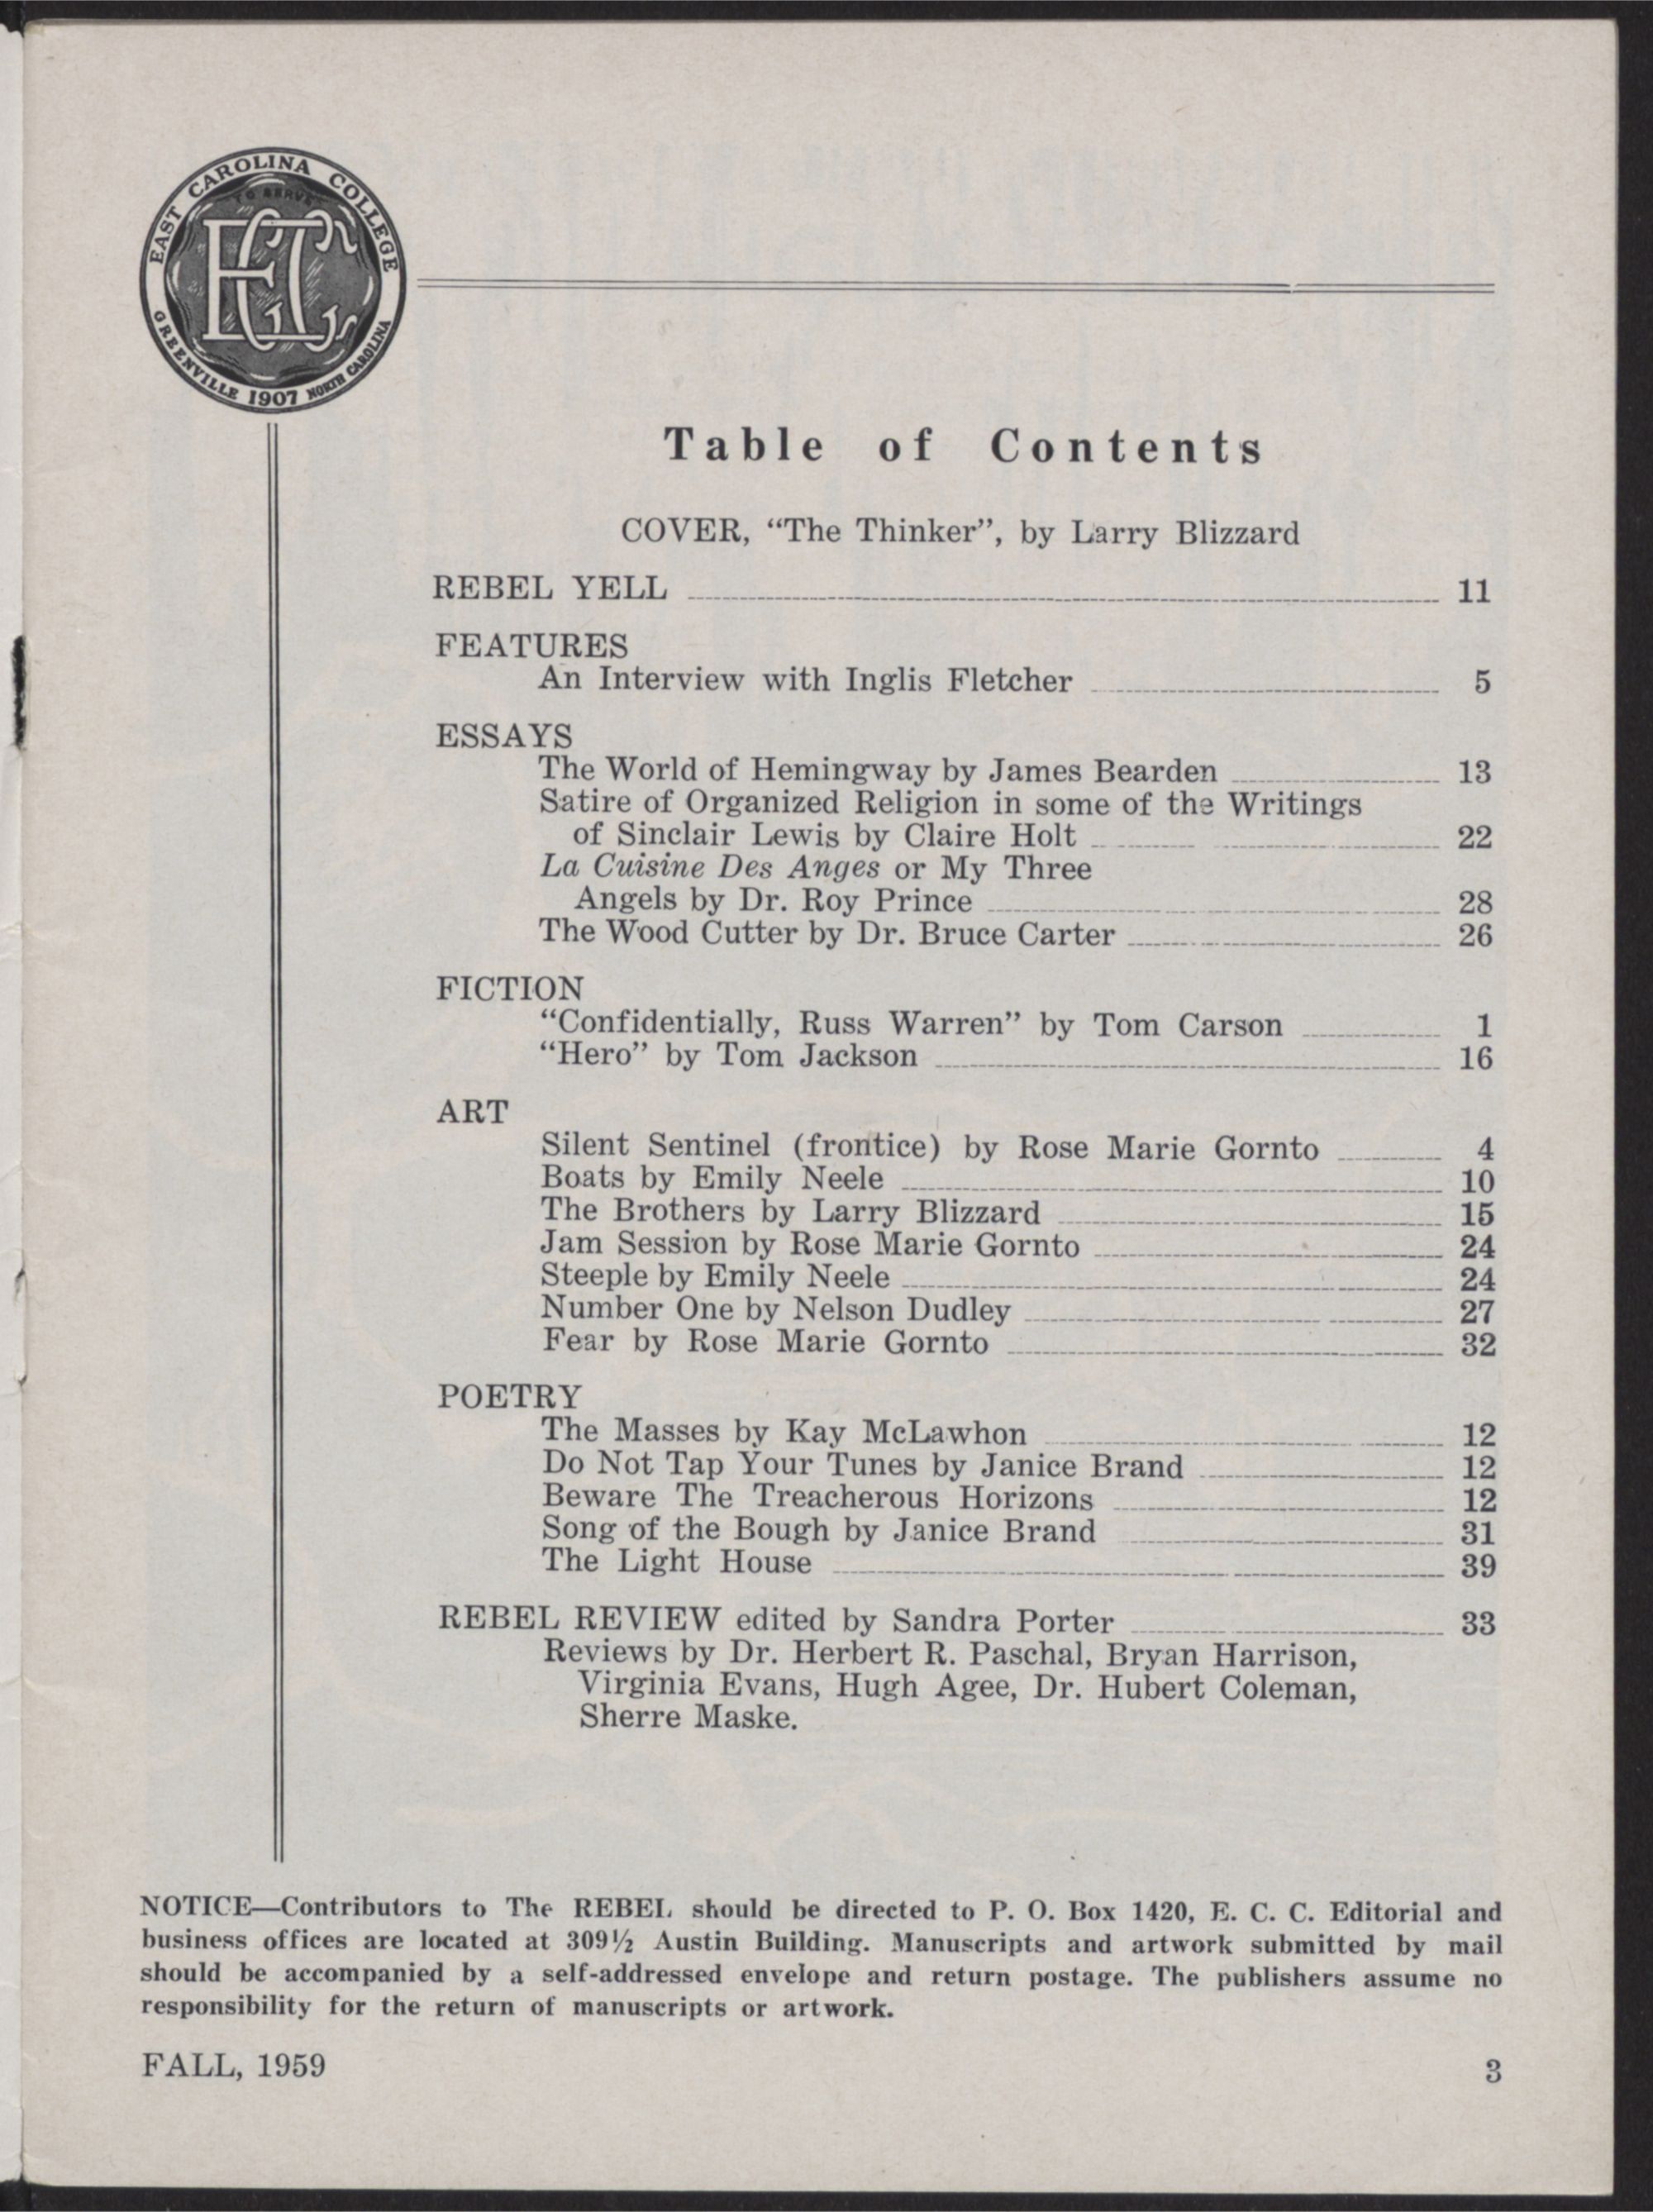 EAST CAROLINA COLLEGE
TO SERVE
ECTC
GREENVILLE 1907 NORTH CAROLINA
Table of Contents
COVER, “The Thinker”, by Larry Blizzard
REBEL YELL 11
FEATURES
An Interview with Inglis Fletcher 5
ESSAYS
The World of Hemingway by James Bearden 13
Satire of Organized Religion in some of the Writings
of Sinclair Lewis by Claire Holt 22
La Cuisine Des Anges or My Three
Angels by Dr. Roy Prince 28
The Wood Cutter by Dr. Bruce Carter 26
FICTION
“Confidentially, Russ Warren” by Tom Carson 1
“Hero” by Tom Jackson 16
ART
Silent Sentinel (frontice) by Rose Marie Gornto 4
Boats by Emily Neele 10
The Brothers by Larry Blizzard 15
Jam Session by Rose Marie Gornto 24
Steeple by Emily Neele 24
Number One by Nelson Dudley 27
Fear by Rose Marie Gornto 32
POETRY
The Masses by Kay McLawhon 12
Do Not Tap Your Tunes by Janice Brand 12
Beware The Treacherous Horizons 12
Song of the Bough by Janice Brand 31
The Light House 39
REBEL REVIEW edited by Sandra Porter 33
Reviews by Dr. Herbert R. Paschal, Bryan Harrison,
Virginia Evans, Hugh Agee, Dr. Hubert Coleman,
Sherre Maske.
NOTICE—Contributors to The REBEL should be directed to P. O. Box 1420, E. C. C. Editorial and
business offices are located at 309½ Austin Building. Manuscripts and artwork submitted by mail
should be accompanied by a self-addressed envelope and return postage. The publishers assume no
responsibility for the return of manuscripts or artwork.
FALL, 1959 3